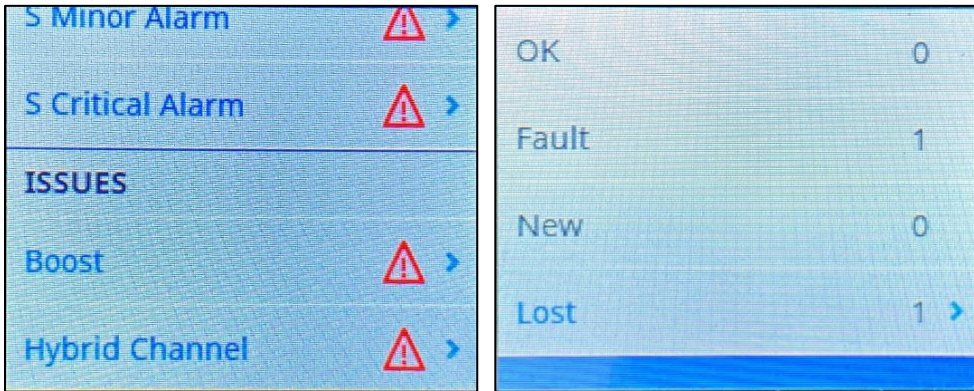 S Minor Alarm
S Critical Alarm
ISSUES
Boost
Hybrid Channel
OK 0
Fault 1
New 0
Lost 1